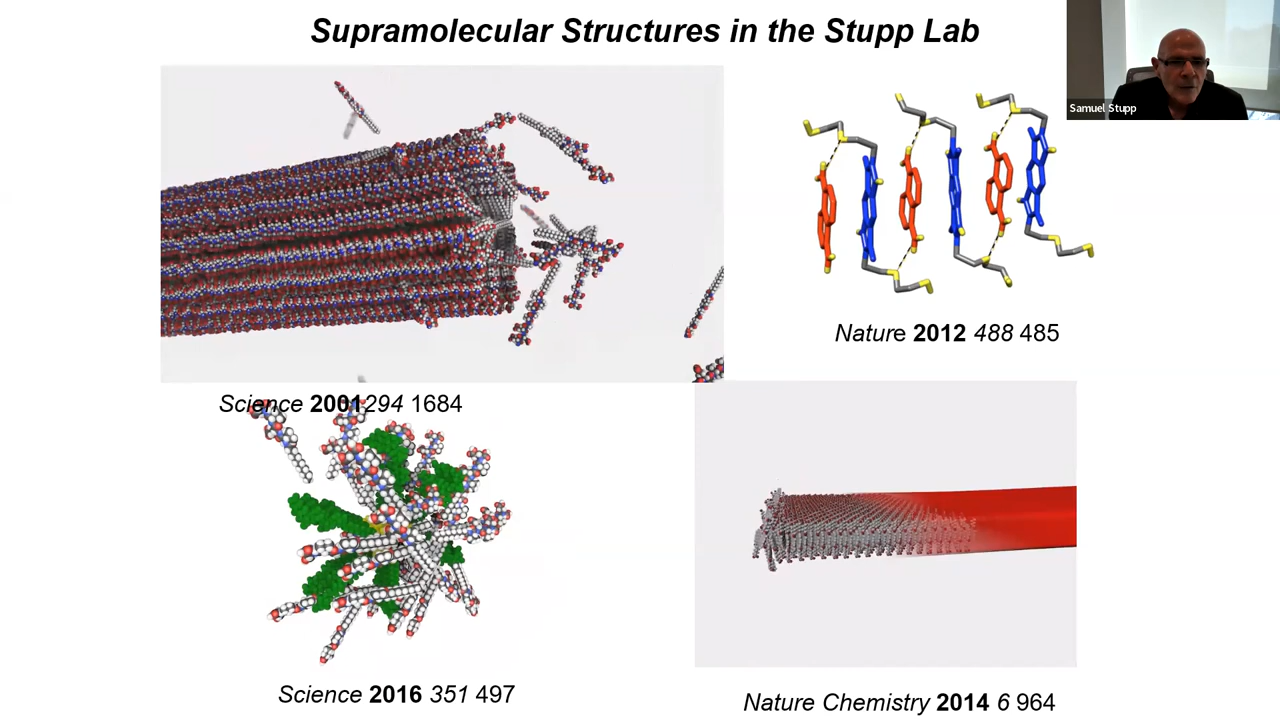 Supramolecular Structures in the Stupp Lab
Samuel Stupp
Nature 2012 488 485
Science 2001 294 1684
Science 2016 351 497
Nature Chemistry 2014 6 964